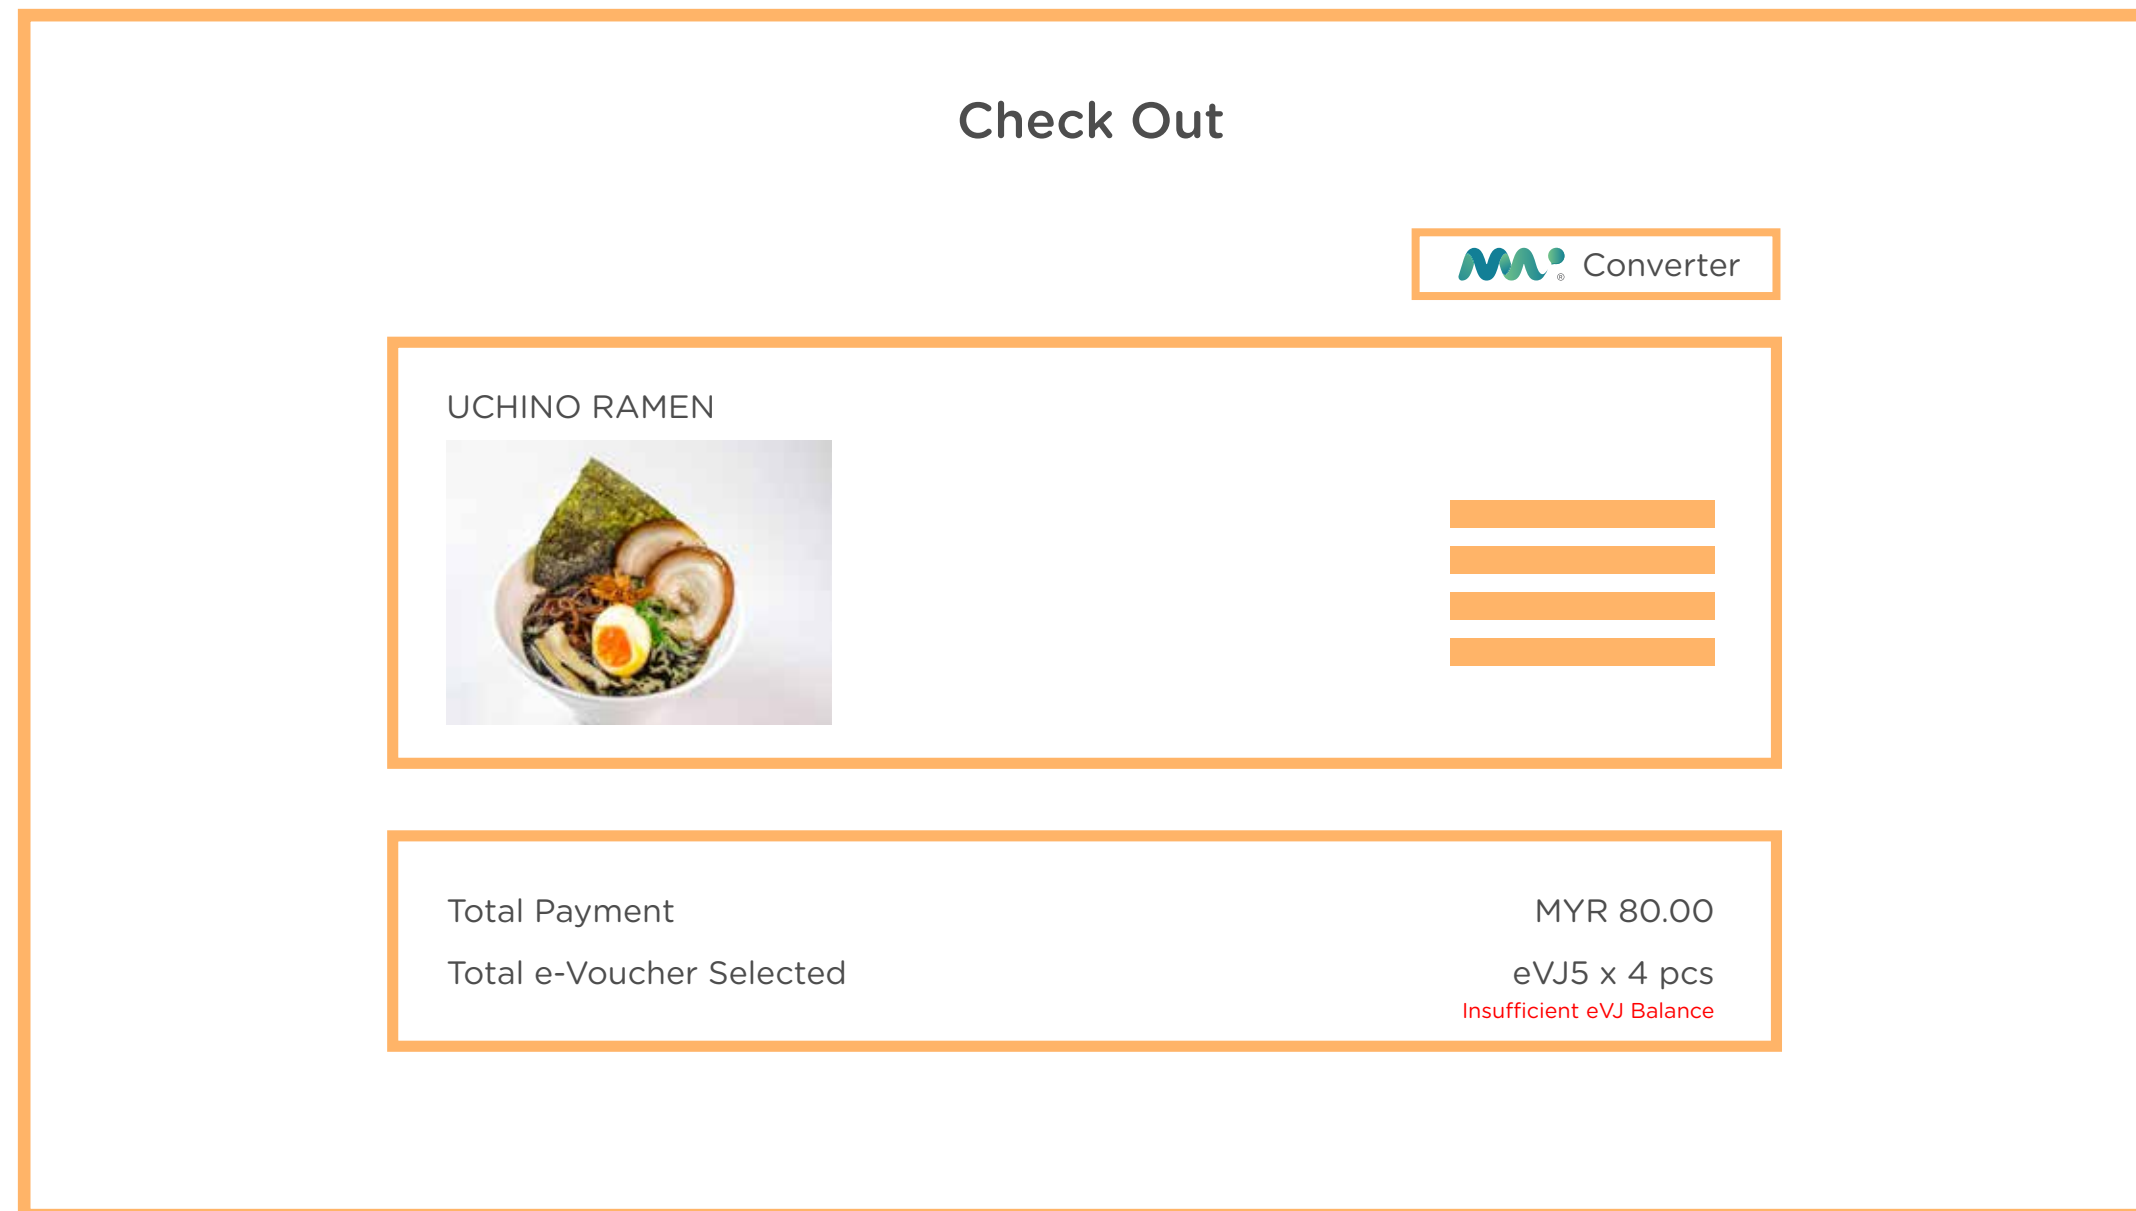 Check Out
® Converter
UCHINO RAMEN
Total Payment MYR 80.00
Total e-Voucher Selected eVJ5 x 4 pcs
Insufficient eVJ Balance